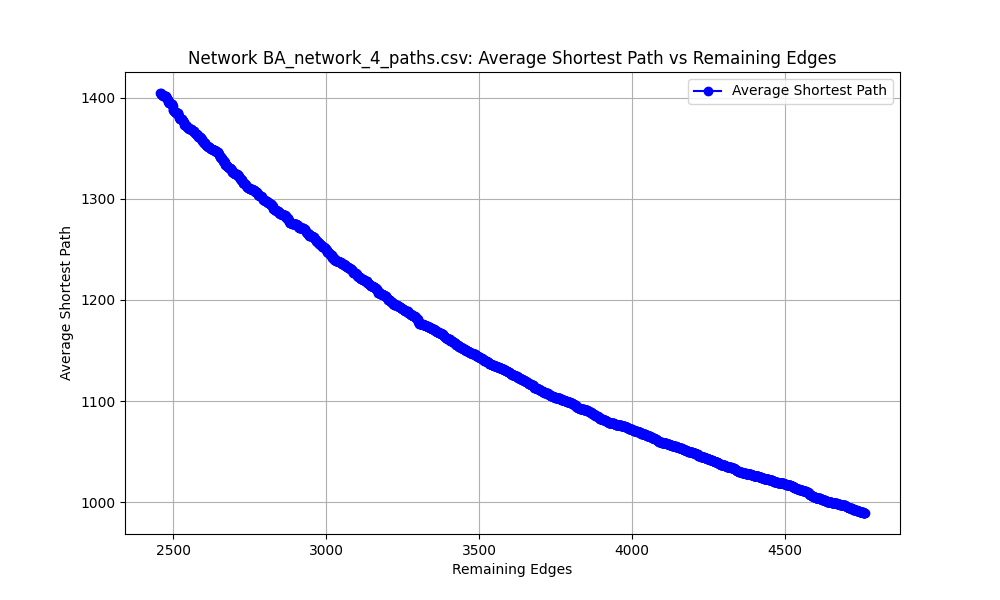 Network BA_network_4_paths.csv: Average Shortest Path vs Remaining Edges
Average Shortest Path
1400
1300
1200
1100
1000
Average Shortest Path
2500
3000
3500
4000
4500
Remaining Edges